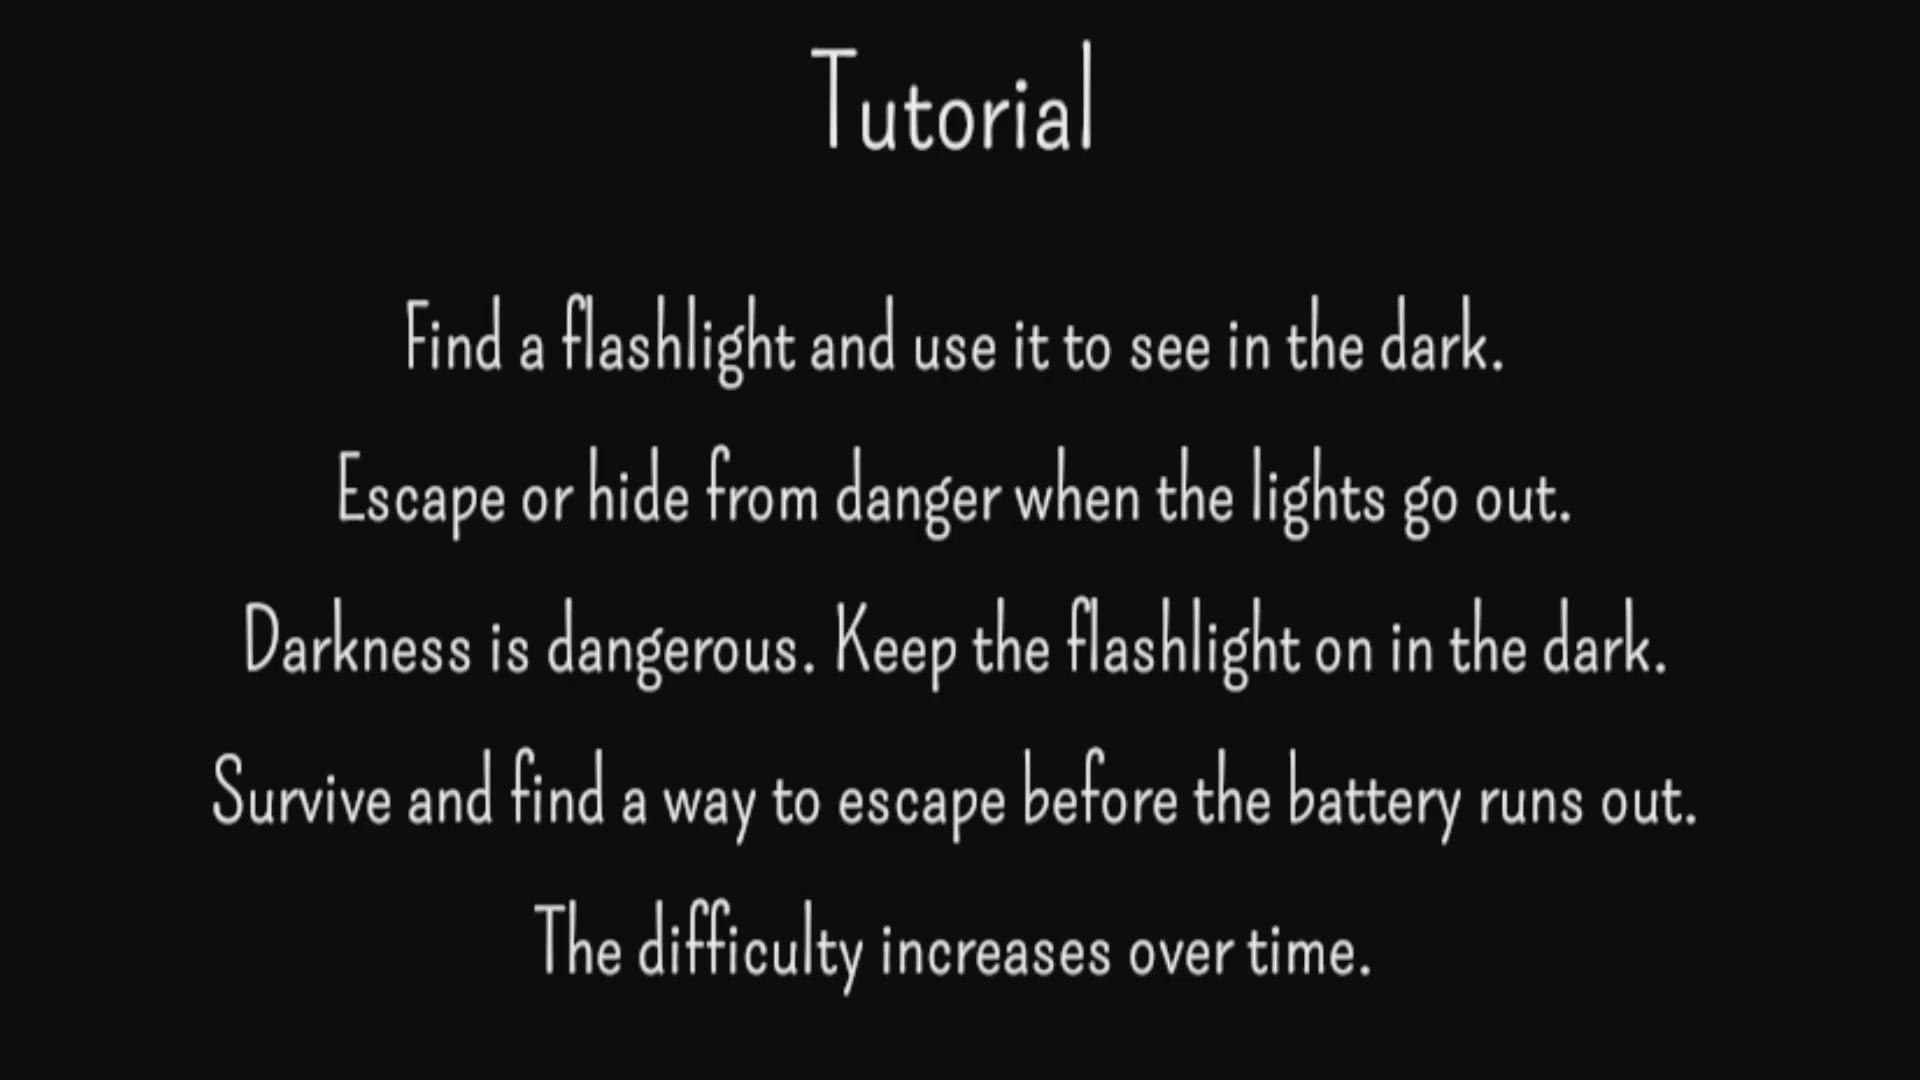 Tutorial
Find a flashlight and use it to see in the dark.
Escape or hide from danger when the lights go out.
Darkness is dangerous. Keep the flashlight on in the dark.
Survive and find a way to escape before the battery runs out.
The difficulty increases over time.